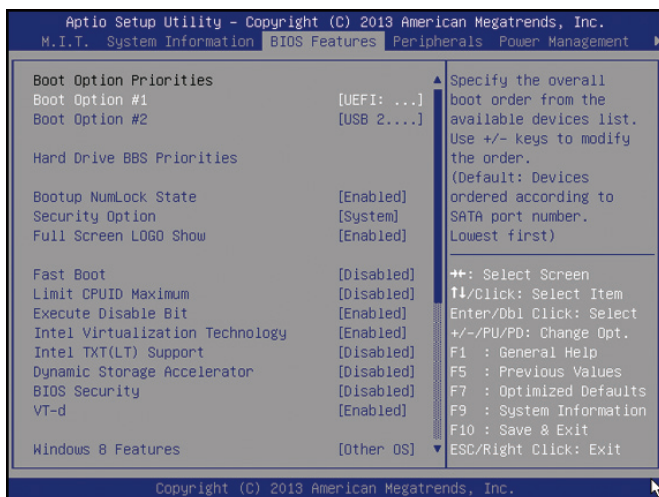 Aptio Setup Utility - Copyright (C) 2013 American Megatrends, Inc.
M.I.T. System Information BIOS Features Peripherals Power Management
Boot Option Priorities
Boot Option #1 [UEFI: ...]
Boot Option #2 [USB 2....]
Hard Drive BBS Priorities
Bootup NumLock State [Enabled]
Security Option [System]
Full Screen LOGO Show [Enabled]
Fast Boot [Disabled]
Limit CPUID Maximum [Disabled]
Execute Disable Bit [Enabled]
Intel Virtualization Technology [Enabled]
Intel TXT(LT) Support [Disabled]
Dynamic Storage Accelerator [Disabled]
BIOS Security [Disabled]
VT-d [Enabled]
Windows 8 Features [Other OS]
Specify the overall
boot order from the
available devices list.
Use +/- keys to modify
the order.
(Default: Devices
ordered according to
SATA port number.
Lowest first)
→←: Select Screen
↑↓/Click: Select Item
Enter/Dbl Click: Select
+/-/PU/PD: Change Opt.
F1 : General Help
F5 : Previous Values
F7 : Optimized Defaults
F9 : System Information
F10 : Save & Exit
ESC/Right Click: Exit
Copyright (C) 2013 American Megatrends, Inc.